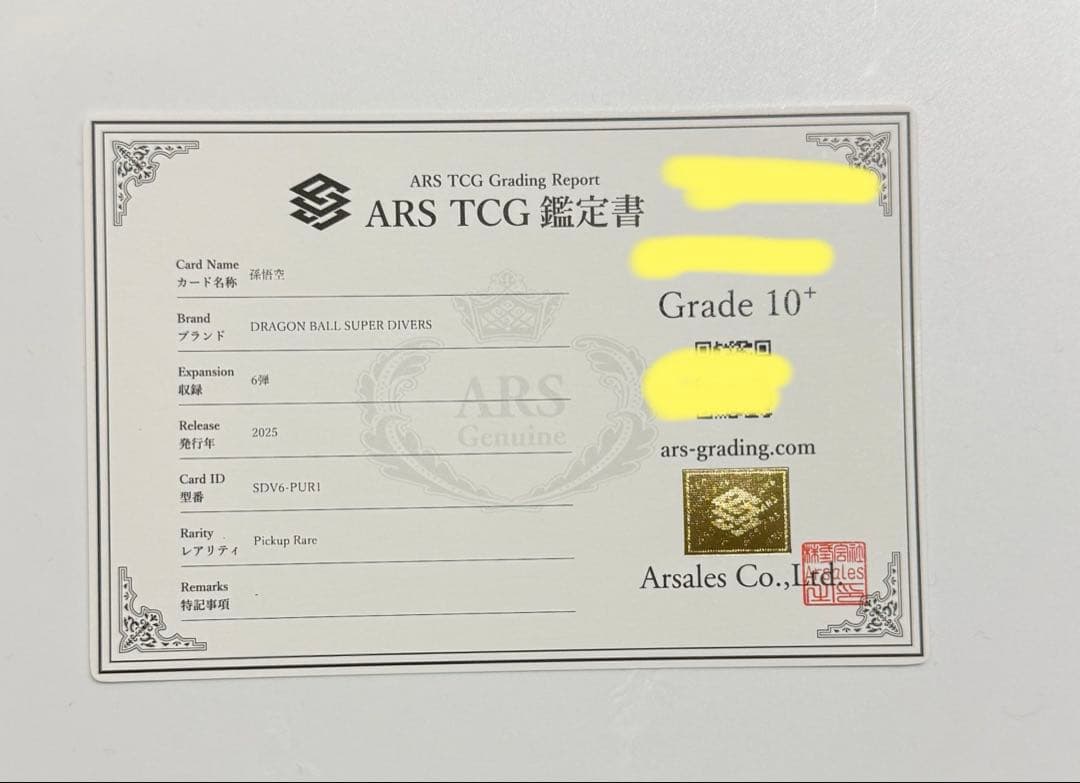 ARS TCG Grading Report
ARS TCG 鑑定書
Card Name
カード名称
孫悟空
Brand
ブランド
DRAGON BALL SUPER DIVERS
Expansion
収録
6弾
Release
発行年
2025
Card ID
型番
SDV6-PUR1
Rarity
レアリティ
Pickup Rare
Remarks
特記事項
-
ARS
Genuine
Grade 10+
ars-grading.com
Arsales Co.,Ltd.
Arsales